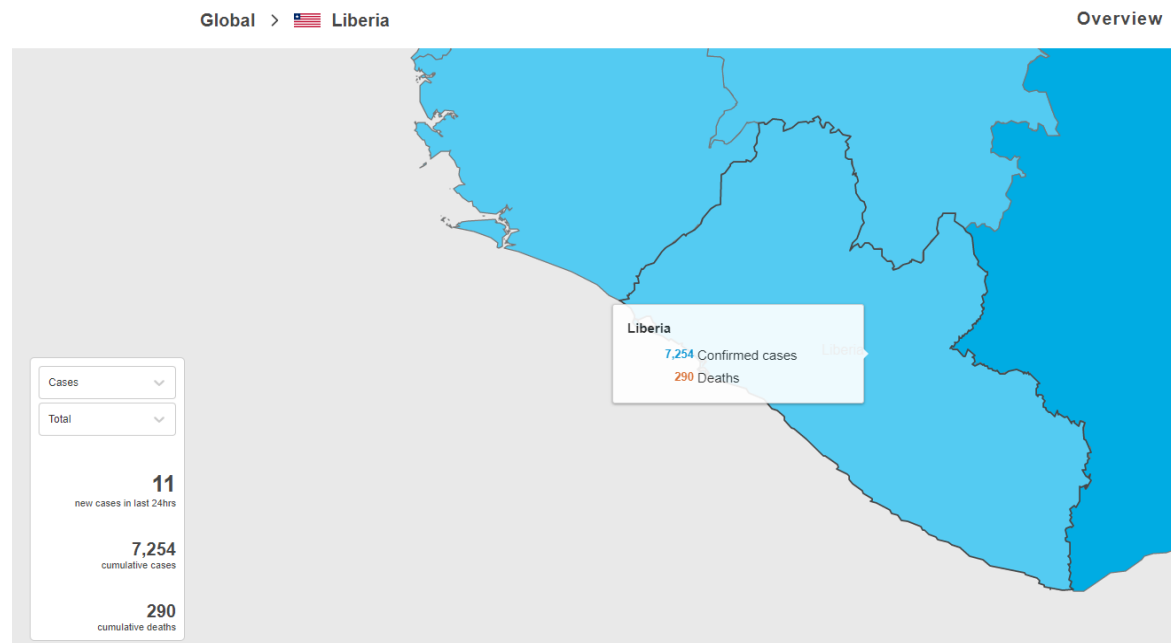 Global > Liberia
Overview
Liberia
7,254 Confirmed cases
Liberia
290 Deaths
Cases
Total
11
new cases in last 24hrs
7,254
cumulative cases
290
cumulative deaths